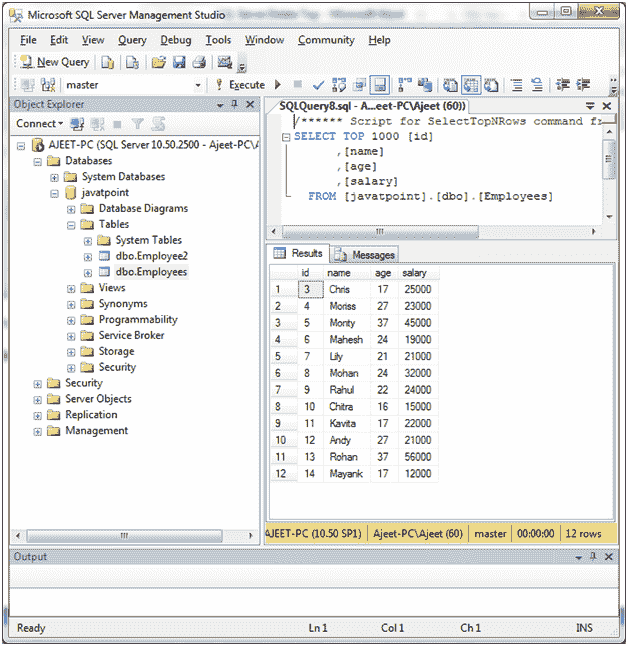 Microsoft SQL Server Management Studio
File Edit View Query Debug Tools Window Community Help
New Query
master Execute
Object Explorer
Connect
AJEET-PC (SQL Server 10.50.2500 - Ajeet-PC\A
Databases
System Databases
javatpoint
Database Diagrams
Tables
System Tables
dbo.Employee2
dbo.Employees
Views
Synonyms
Programmability
Service Broker
Storage
Security
Security
Server Objects
Replication
Management
SQLQuery8.sql - A...eet-PC\Ajeet (60))
/****** Script for SelectTopNRows command f
SELECT TOP 1000 [id]
,[name]
,[age]
,[salary]
FROM [javatpoint].[dbo].[Employees]
Results Messages
id name age salary
1 3 Chris 17 25000
2 4 Moriss 27 23000
3 5 Monty 37 45000
4 6 Mahesh 24 19000
5 7 Lily 21 21000
6 8 Mohan 24 32000
7 9 Rahul 22 24000
8 10 Chitra 16 15000
9 11 Kavita 17 22000
10 12 Andy 27 21000
11 13 Rohan 37 56000
12 14 Mayank 17 12000
AJEET-PC (10.50 SP1) Ajeet-PC\Ajeet (60) master 00:00:00 12 rows
Output
Ready Ln 1 Col 1 Ch 1 INS